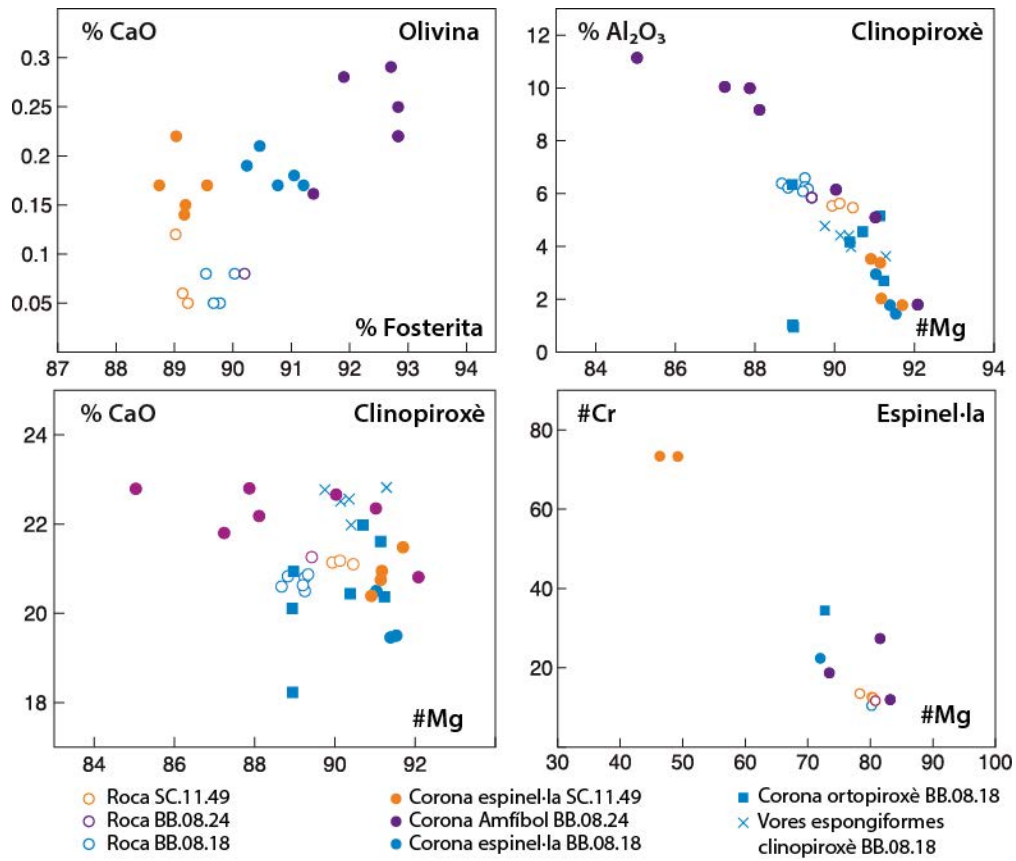 % CaO Olivina
0.3
0.25
0.2
0.15
0.1
0.05
% Fosterita
87 88 89 90 91 92 93 94
% Al₂O₃ Clinopiroxè
12
10
8
6
4
2
0
#Mg
84 86 88 90 92 94
% CaO Clinopiroxè
24
22
20
18
#Mg
84 86 88 90 92
#Cr Espinel·la
80
60
40
20
#Mg
30 40 50 60 70 80 90 100
Roca SC.11.49
Roca BB.08.24
Roca BB.08.18
Corona espinel·la SC.11.49
Corona Amfíbol BB.08.24
Corona espinel·la BB.08.18
Corona ortopiroxè BB.08.18
Vores espongiformes
clinopiroxè BB.08.18